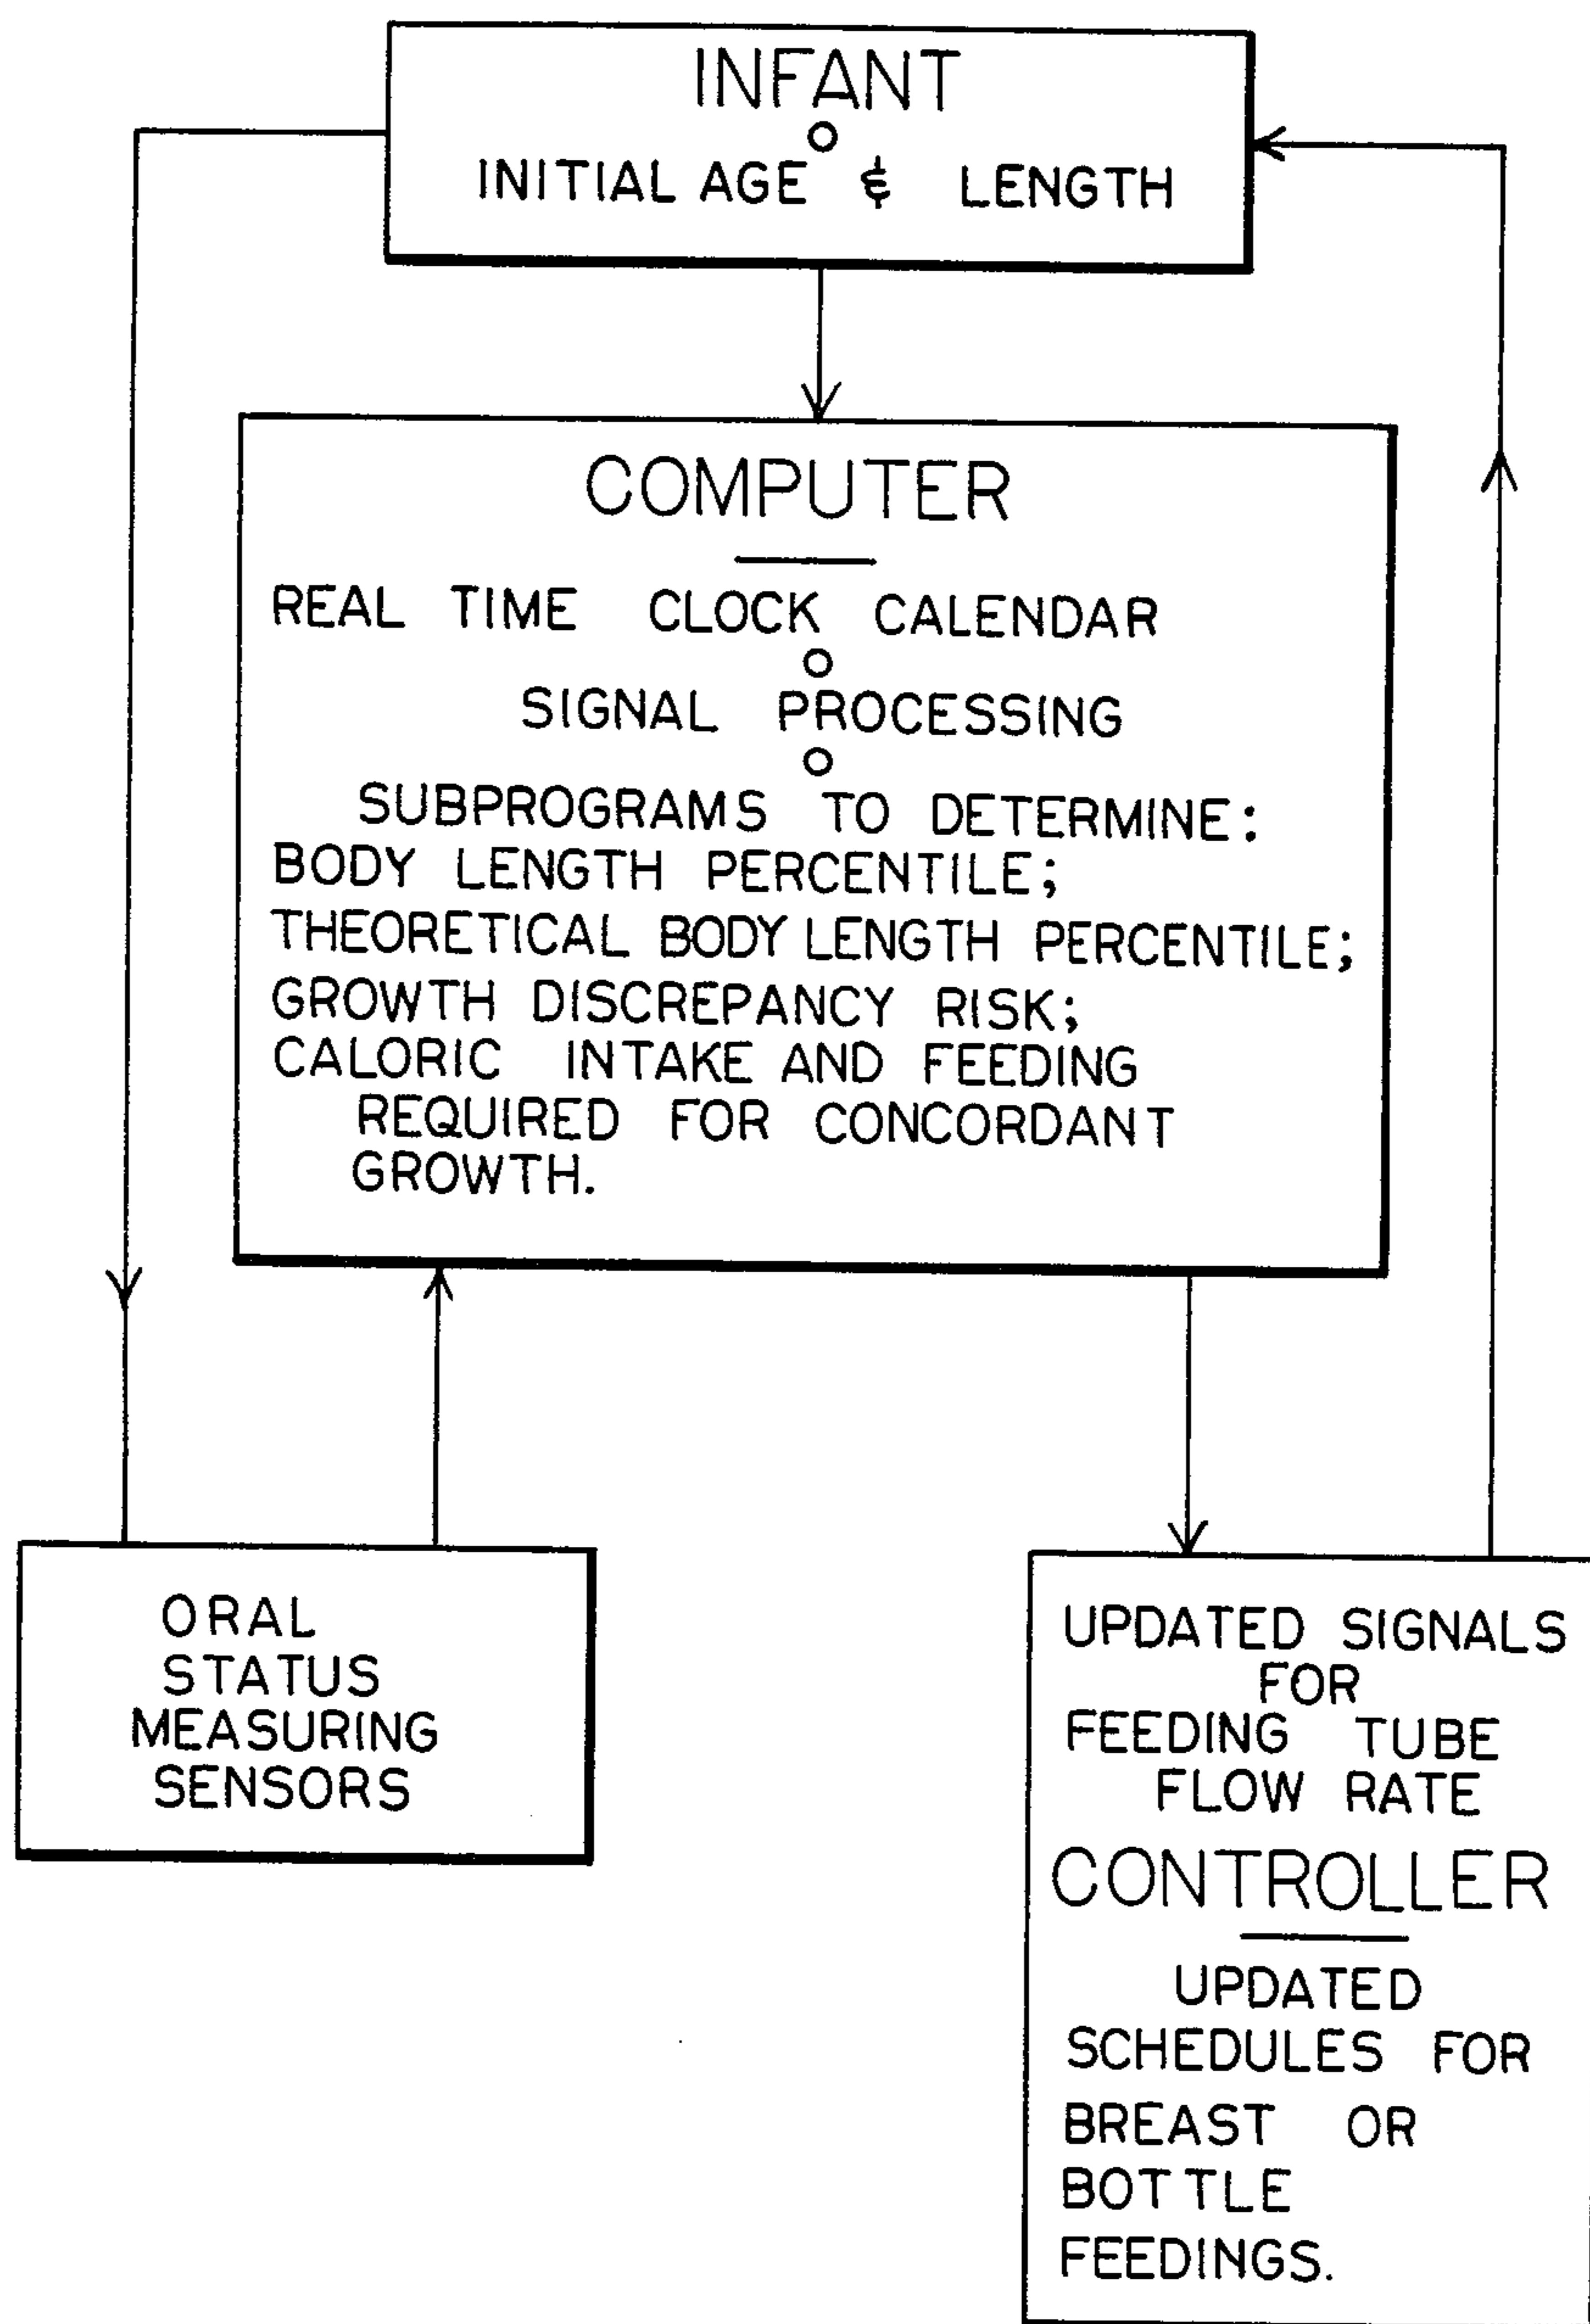 INFANT
INITIAL AGE & LENGTH
COMPUTER
REAL TIME CLOCK CALENDAR
SIGNAL PROCESSING
SUBPROGRAMS TO DETERMINE:
BODY LENGTH PERCENTILE;
THEORETICAL BODY LENGTH PERCENTILE;
GROWTH DISCREPANCY RISK;
CALORIC INTAKE AND FEEDING
REQUIRED FOR CONCORDANT
GROWTH.
ORAL
STATUS
MEASURING
SENSORS
UPDATED SIGNALS
FOR
FEEDING TUBE
FLOW RATE
CONTROLLER
UPDATED
SCHEDULES FOR
BREAST OR
BOTTLE
FEEDINGS.